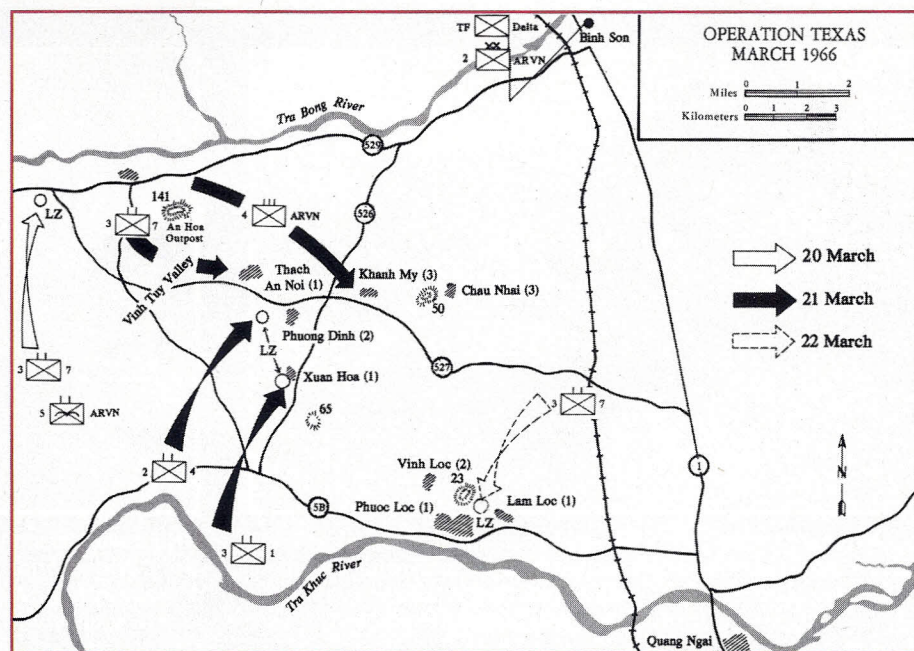 OPERATION TEXAS
MARCH 1966
Miles 0 1 2
Kilometers 0 1 2 3
TF Delta
XX
2 ARVN
Binh Son
Tra Bong River
529
LZ
141
An Hoa
Outpost
3 7
4 ARVN
526
Vinh Tuy Valley
Thach
An Noi (1)
Khanh My (3)
Chau Nhai (3)
50
20 March
21 March
22 March
Phuong Dinh (2)
LZ
Xuan Hoa (1)
527
3 7
5 ARVN
65
3 7
2 4
Vinh Loc (2)
23
1
N
5B
Phuoc Loc (1)
Lam Loc (1)
LZ
3 1
Tra Khuc River
Quang Ngai